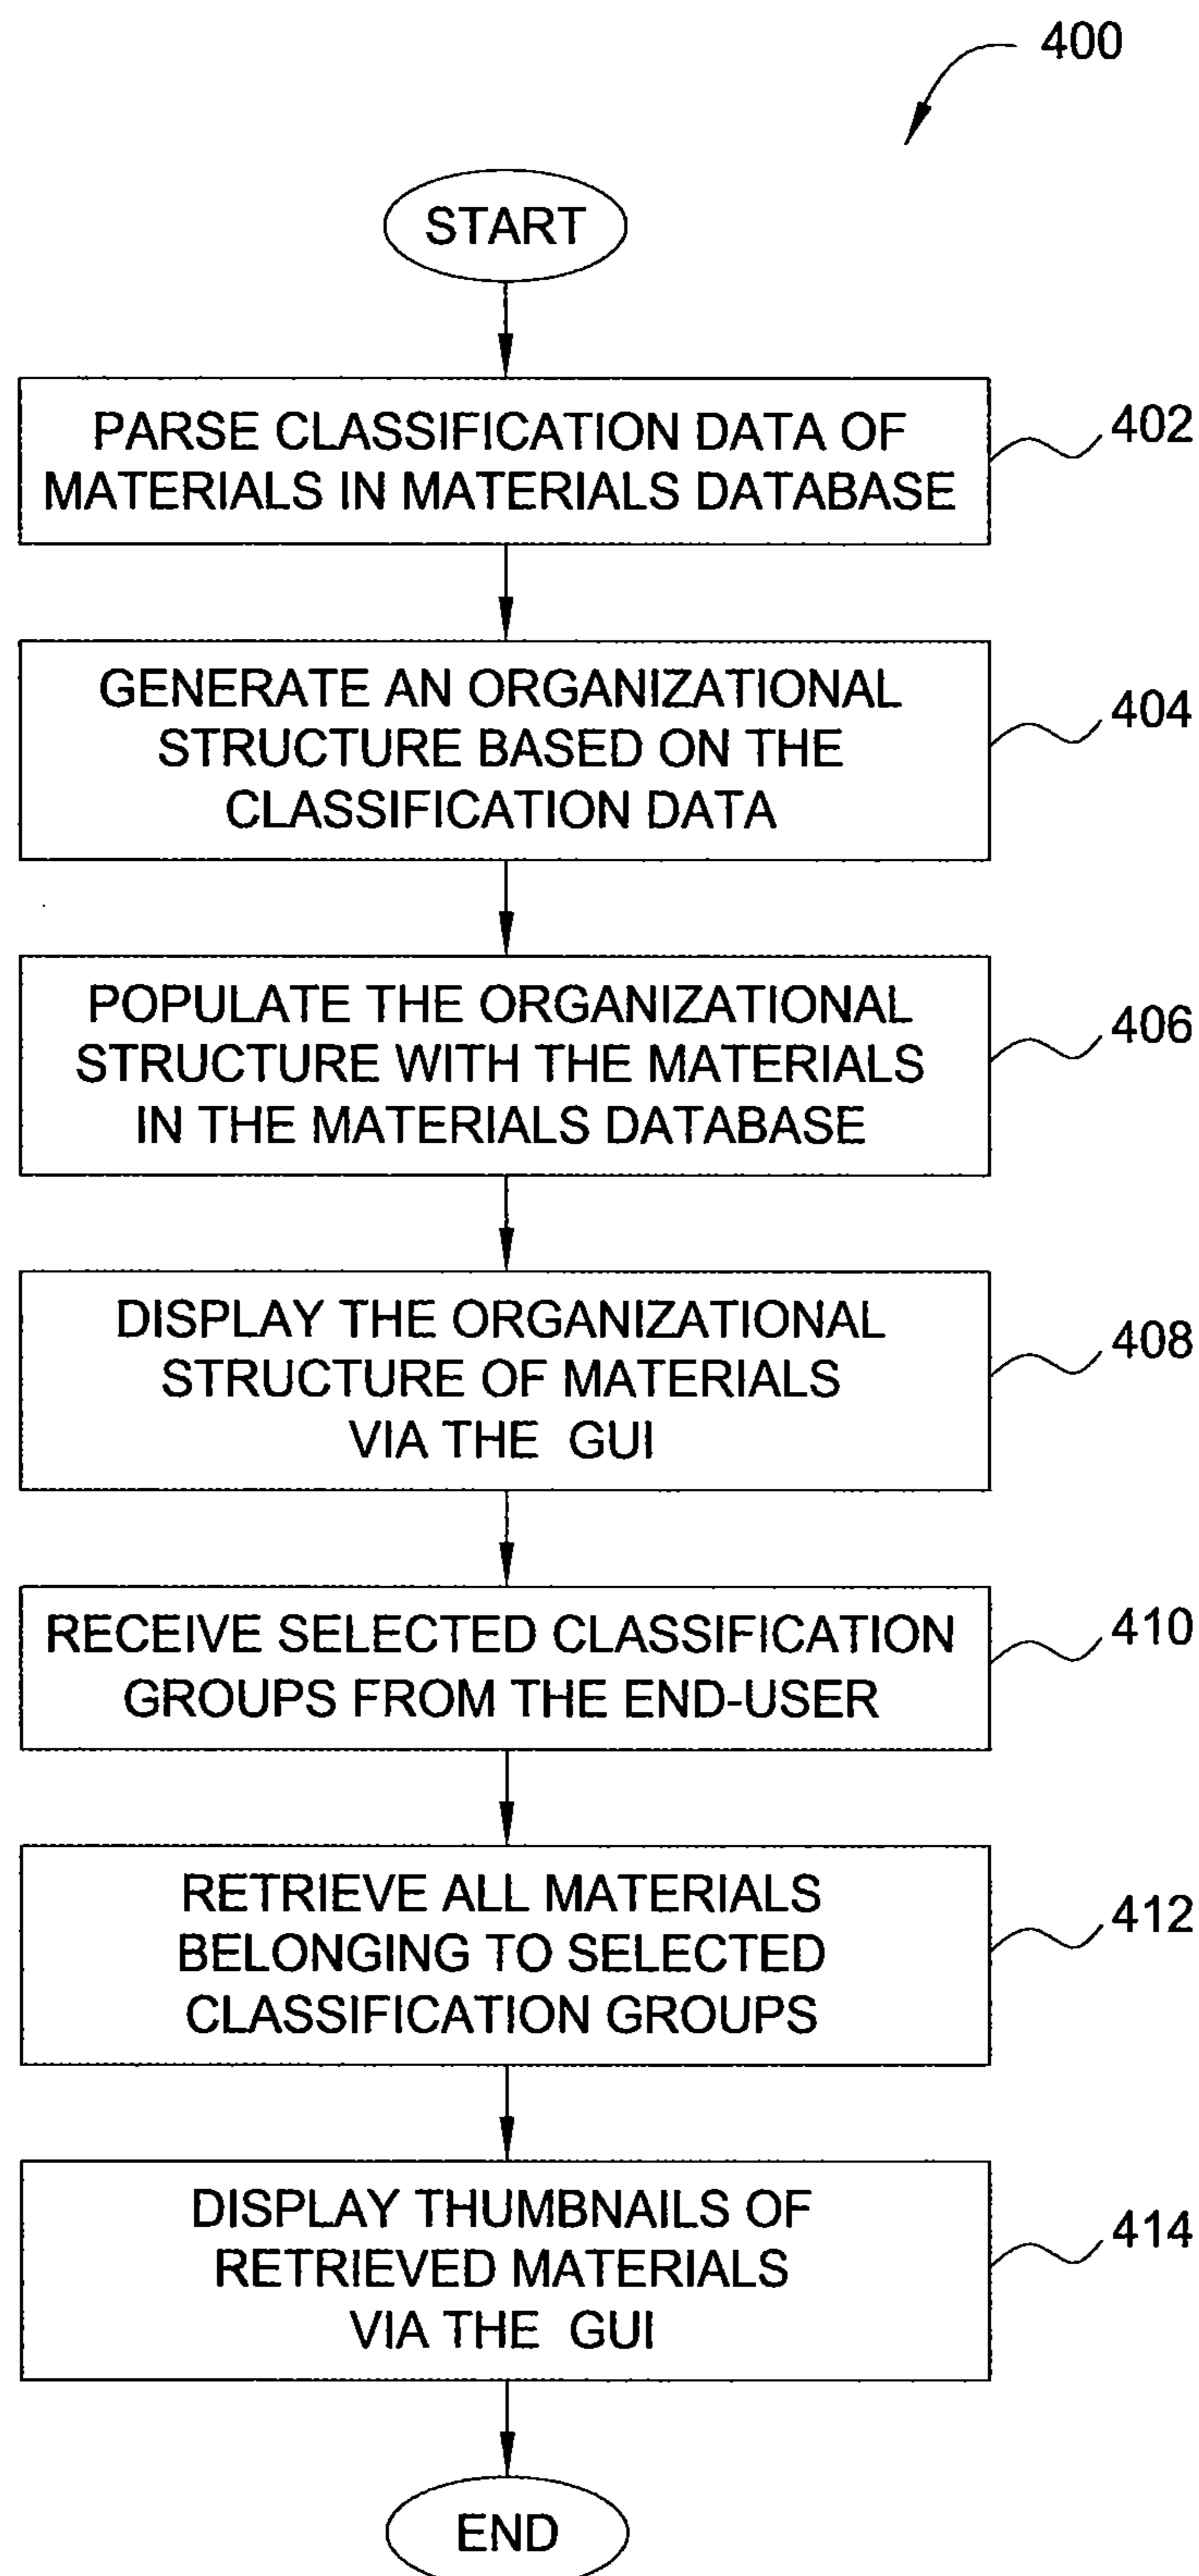 400
START
PARSE CLASSIFICATION DATA OF
MATERIALS IN MATERIALS DATABASE
402
GENERATE AN ORGANIZATIONAL
STRUCTURE BASED ON THE
CLASSIFICATION DATA
404
POPULATE THE ORGANIZATIONAL
STRUCTURE WITH THE MATERIALS
IN THE MATERIALS DATABASE
406
DISPLAY THE ORGANIZATIONAL
STRUCTURE OF MATERIALS
VIA THE GUI
408
RECEIVE SELECTED CLASSIFICATION
GROUPS FROM THE END-USER
410
RETRIEVE ALL MATERIALS
BELONGING TO SELECTED
CLASSIFICATION GROUPS
412
DISPLAY THUMBNAILS OF
RETRIEVED MATERIALS
VIA THE GUI
414
END